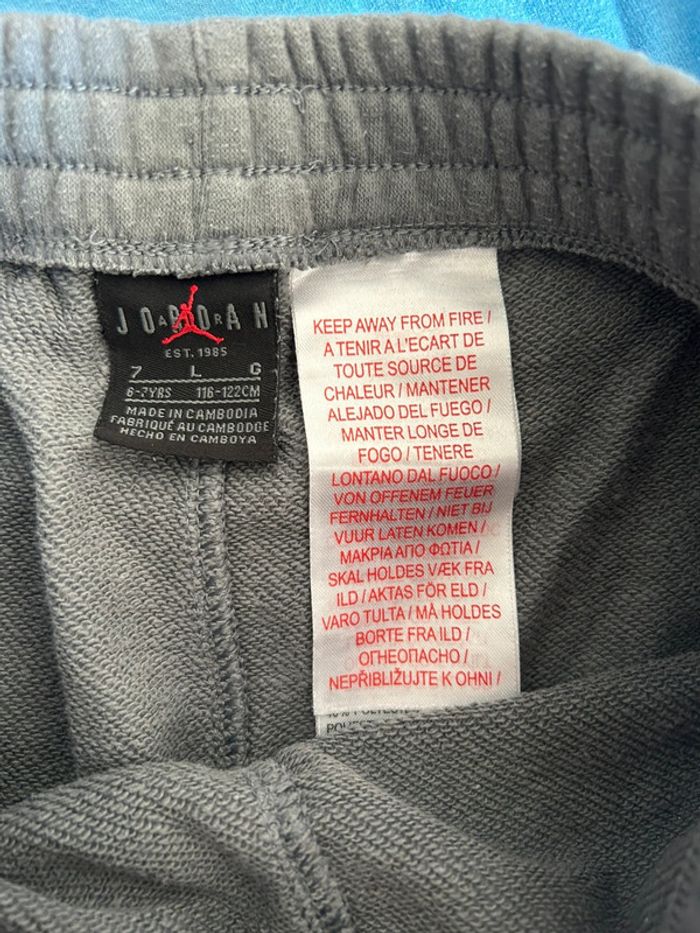 JORDAN
AIR
EST. 1985
7 L G
6-7YRS 116-122CM
MADE IN CAMBODIA
FABRIQUÉ AU CAMBODGE
HECHO EN CAMBOYA
KEEP AWAY FROM FIRE /
A TENIR A L'ECART DE
TOUTE SOURCE DE
CHALEUR / MANTENER
ALEJADO DEL FUEGO /
MANTER LONGE DE
FOGO / TENERE
LONTANO DAL FUOCO /
VON OFFENEM FEUER
FERNHALTEN / NIET BIJ
VUUR LATEN KOMEN /
ΜΑΚΡΙΑ ΑΠΟ ΦΩΤΙΑ /
SKAL HOLDES VÆK FRA
ILD / AKTAS FÖR ELD /
VARO TULTA / MÅ HOLDES
BORTE FRA ILD /
ОГНЕОПАСНО /
NEPŘIBLIŽUJTE K OHNI /